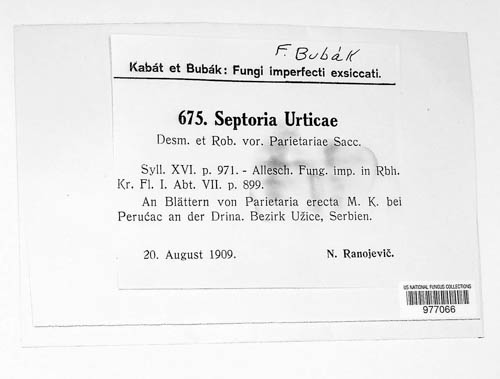 F. Bubák
Kabát et Bubák: Fungi imperfecti exsiccati.
675. Septoria Urticae
Desm. et Rob. vor. Parietariae Sacc.
Syll. XVI. p. 971. - Allesch. Fung. imp. in Rbh.
Kr. Fl. I. Abt. VII. p. 899.
An Blättern von Parietaria erecta M. K. bei
Perućac an der Drina. Bezirk Užice, Serbien.
20. August 1909. N. Ranojevič.
US NATIONAL FUNGUS COLLECTIONS
977066